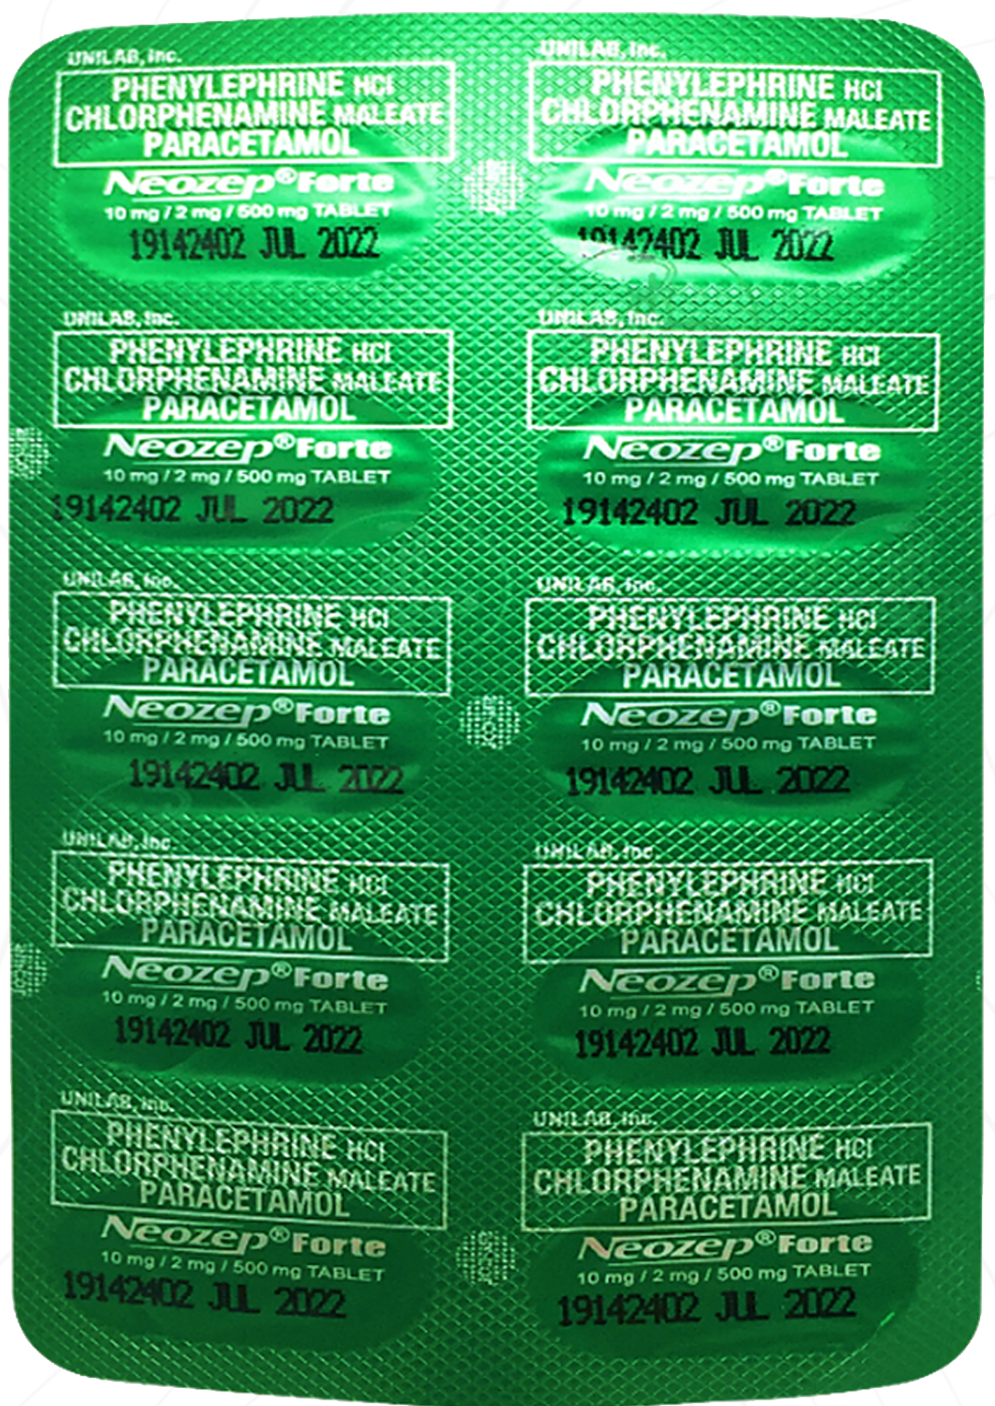 UNILAB, Inc.
PHENYLEPHRINE HCl
CHLORPHENAMINE MALEATE
PARACETAMOL
Neozep® Forte
10 mg / 2 mg / 500 mg TABLET
19142402 JUL 2022
UNILAB, Inc.
PHENYLEPHRINE HCl
CHLORPHENAMINE MALEATE
PARACETAMOL
Neozep® Forte
10 mg / 2 mg / 500 mg TABLET
19142402 JUL 2022
UNILAB, Inc.
PHENYLEPHRINE HCl
CHLORPHENAMINE MALEATE
PARACETAMOL
Neozep® Forte
10 mg / 2 mg / 500 mg TABLET
19142402 JUL 2022
UNILAB, Inc.
PHENYLEPHRINE HCl
CHLORPHENAMINE MALEATE
PARACETAMOL
Neozep® Forte
10 mg / 2 mg / 500 mg TABLET
19142402 JUL 2022
UNILAB, Inc.
PHENYLEPHRINE HCl
CHLORPHENAMINE MALEATE
PARACETAMOL
Neozep® Forte
10 mg / 2 mg / 500 mg TABLET
19142402 JUL 2022
UNILAB, Inc.
PHENYLEPHRINE HCl
CHLORPHENAMINE MALEATE
PARACETAMOL
Neozep® Forte
10 mg / 2 mg / 500 mg TABLET
19142402 JUL 2022
UNILAB, Inc.
PHENYLEPHRINE HCl
CHLORPHENAMINE MALEATE
PARACETAMOL
Neozep® Forte
10 mg / 2 mg / 500 mg TABLET
19142402 JUL 2022
UNILAB, Inc.
PHENYLEPHRINE HCl
CHLORPHENAMINE MALEATE
PARACETAMOL
Neozep® Forte
10 mg / 2 mg / 500 mg TABLET
19142402 JUL 2022
UNILAB, Inc.
PHENYLEPHRINE HCl
CHLORPHENAMINE MALEATE
PARACETAMOL
Neozep® Forte
10 mg / 2 mg / 500 mg TABLET
19142402 JUL 2022
UNILAB, Inc.
PHENYLEPHRINE HCl
CHLORPHENAMINE MALEATE
PARACETAMOL
Neozep® Forte
10 mg / 2 mg / 500 mg TABLET
19142402 JUL 2022